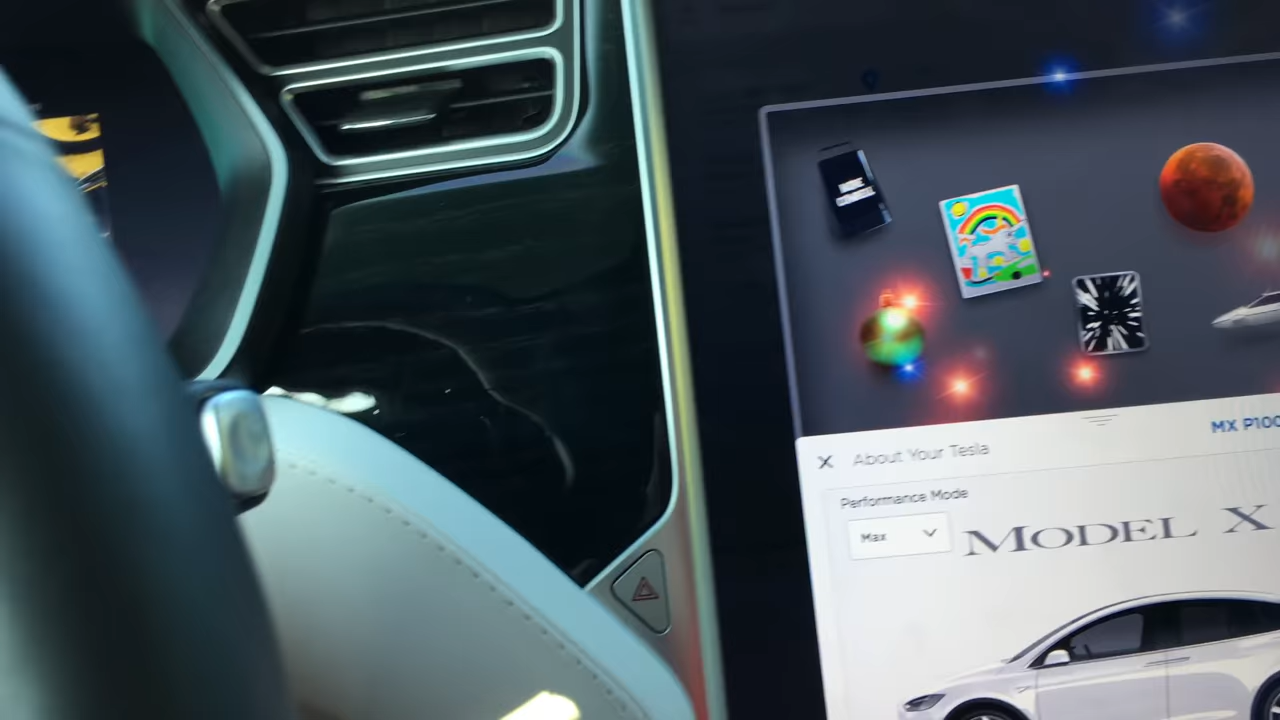 MX P100
X About Your Tesla
Performance Mode
Max
MODEL X